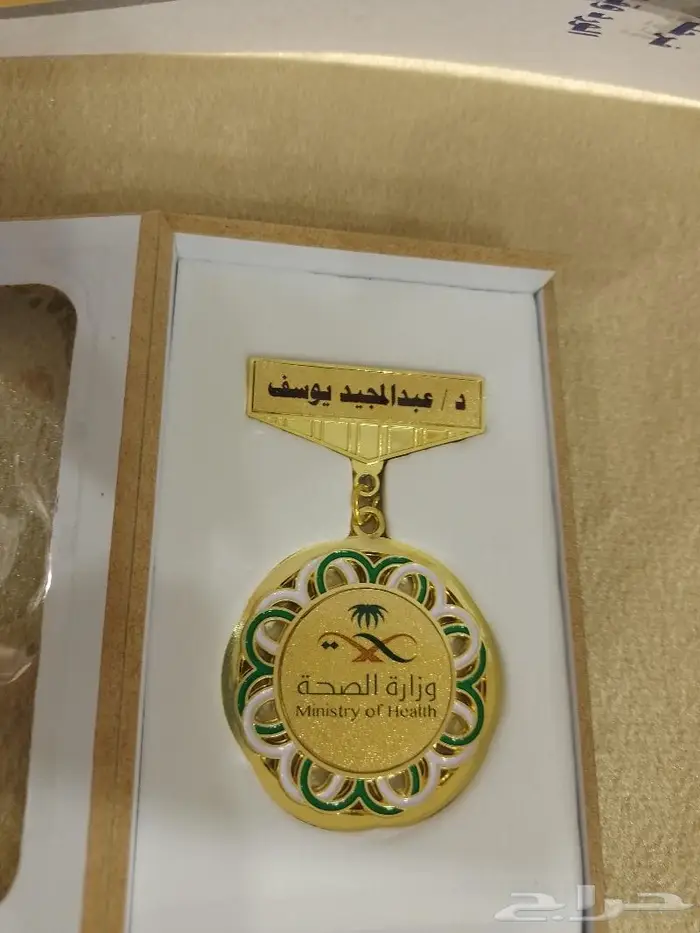 د / عبدالمجيد يوسف
وزارة الصحة
Ministry of Health
حراج